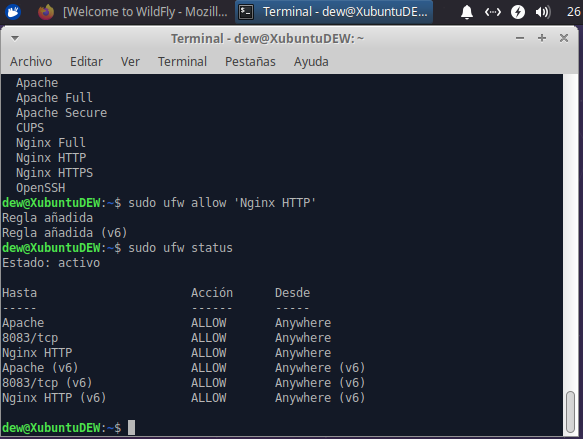 [Welcome to WildFly - Mozill...
Terminal - dew@XubuntuDE...
26
Terminal - dew@XubuntuDEW: ~
Archivo Editar Ver Terminal Pestañas Ayuda
Apache
Apache Full
Apache Secure
CUPS
Nginx Full
Nginx HTTP
Nginx HTTPS
OpenSSH
dew@XubuntuDEW:~$ sudo ufw allow 'Nginx HTTP'
Regla añadida
Regla añadida (v6)
dew@XubuntuDEW:~$ sudo ufw status
Estado: activo
Hasta Acción Desde
----- ------ -----
Apache ALLOW Anywhere
8083/tcp ALLOW Anywhere
Nginx HTTP ALLOW Anywhere
Apache (v6) ALLOW Anywhere (v6)
8083/tcp (v6) ALLOW Anywhere (v6)
Nginx HTTP (v6) ALLOW Anywhere (v6)
dew@XubuntuDEW:~$